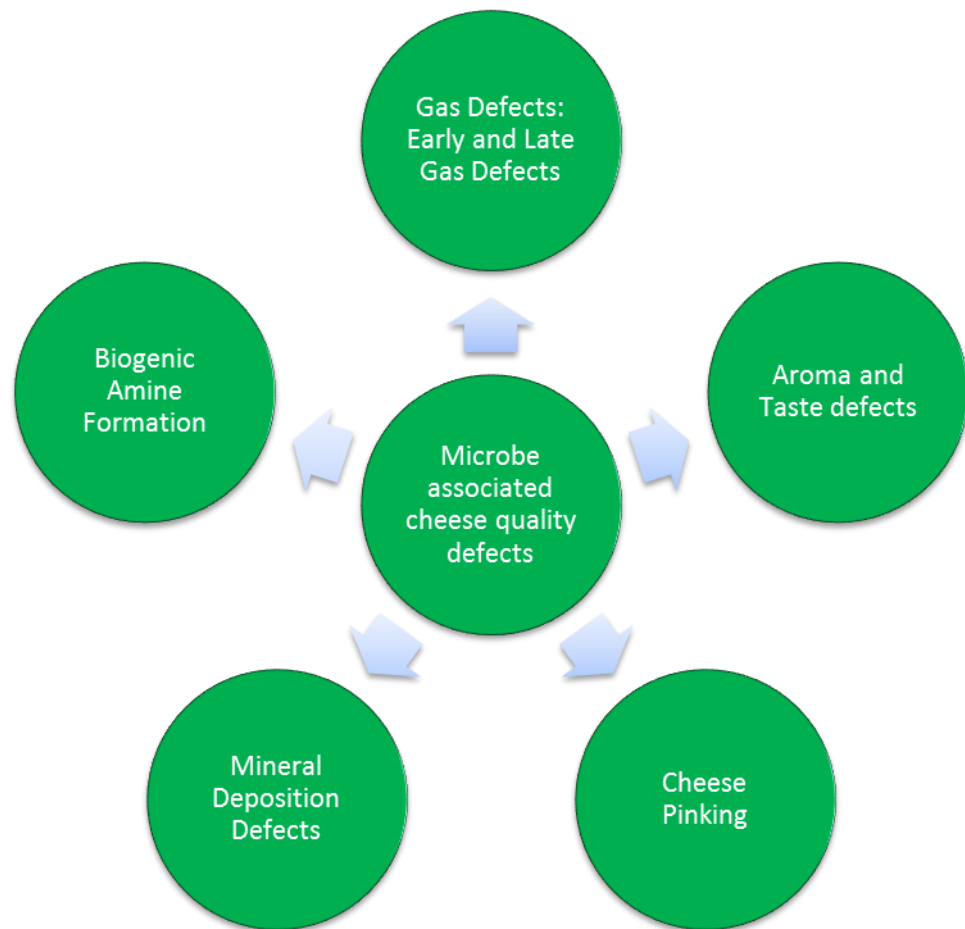 Gas Defects:
Early and Late
Gas Defects
Biogenic
Amine
Formation
Aroma and
Taste defects
Microbe
associated
cheese quality
defects
Mineral
Deposition
Defects
Cheese
Pinking